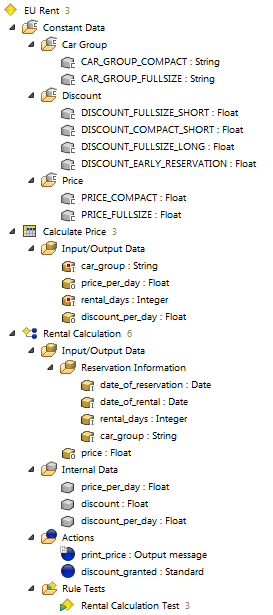 EU Rent 3
Constant Data
Car Group
CAR_GROUP_COMPACT : String
CAR_GROUP_FULLSIZE : String
Discount
DISCOUNT_FULLSIZE_SHORT : Float
DISCOUNT_COMPACT_SHORT : Float
DISCOUNT_FULLSIZE_LONG : Float
DISCOUNT_EARLY_RESERVATION : Float
Price
PRICE_COMPACT : Float
PRICE_FULLSIZE : Float
Calculate Price 3
Input/Output Data
car_group : String
price_per_day : Float
rental_days : Integer
discount_per_day : Float
Rental Calculation 6
Input/Output Data
Reservation Information
date_of_reservation : Date
date_of_rental : Date
rental_days : Integer
car_group : String
price : Float
Internal Data
price_per_day : Float
discount : Float
discount_per_day : Float
Actions
print_price : Output message
discount_granted : Standard
Rule Tests
Rental Calculation Test 3